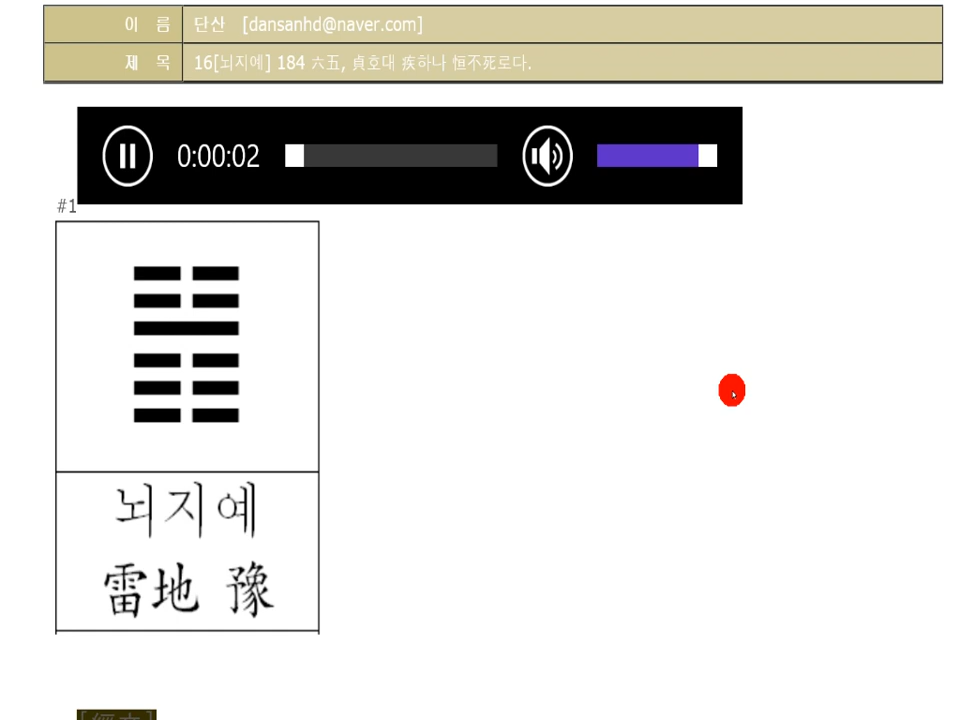 이 름 단산 [dansanhd@naver.com]
제 목 16[뇌지예] 184 六五, 貞호대 疾하나 恒不死로다.
0:00:02
#1
뇌지예
雷地 豫